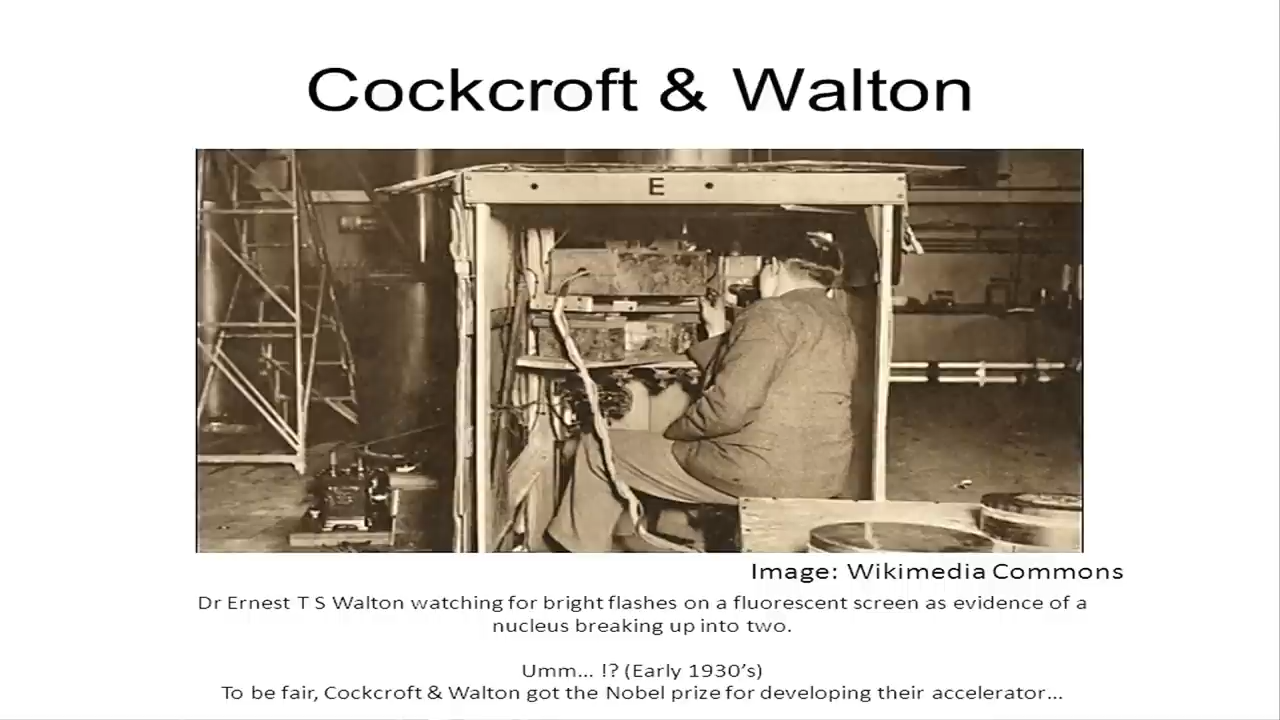 Cockcroft & Walton
E
Image: Wikimedia Commons
Dr Ernest T S Walton watching for bright flashes on a fluorescent screen as evidence of a
nucleus breaking up into two.
Umm... !? (Early 1930’s)
To be fair, Cockcroft & Walton got the Nobel prize for developing their accelerator...